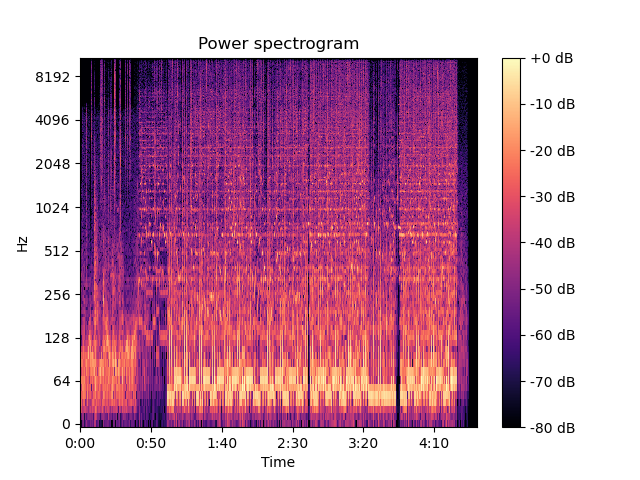 Power spectrogram
8192
4096
2048
1024
512
256
128
64
0
Hz
0:00 0:50 1:40 2:30 3:20 4:10
Time
+0 dB
-10 dB
-20 dB
-30 dB
-40 dB
-50 dB
-60 dB
-70 dB
-80 dB